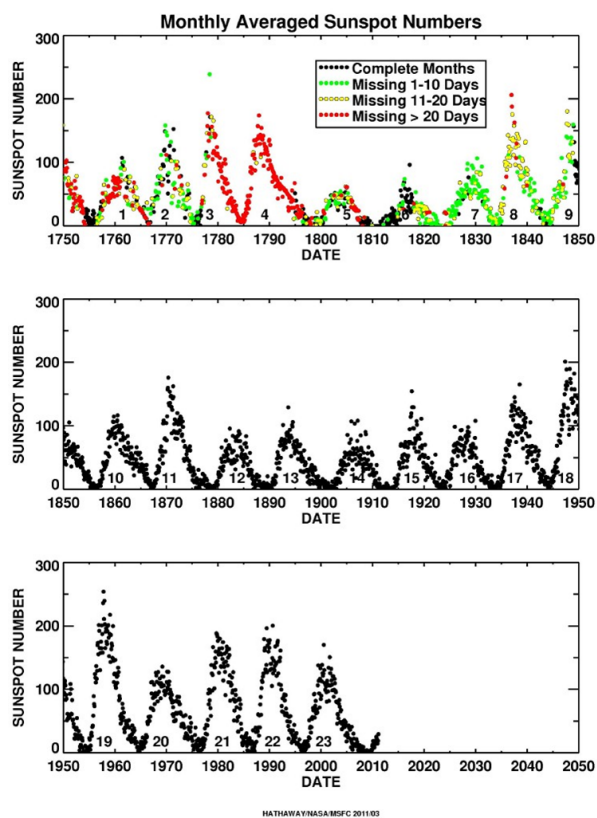 Monthly Averaged Sunspot Numbers
300
200
100
0
SUNSPOT NUMBER
Complete Months
Missing 1-10 Days
Missing 11-20 Days
Missing > 20 Days
1 2 3 4 5 6 7 8 9
1750 1760 1770 1780 1790 1800 1810 1820 1830 1840 1850
DATE
300
200
100
0
SUNSPOT NUMBER
10 11 12 13 14 15 16 17 18
1850 1860 1870 1880 1890 1900 1910 1920 1930 1940 1950
DATE
300
200
100
0
SUNSPOT NUMBER
19 20 21 22 23
1950 1960 1970 1980 1990 2000 2010 2020 2030 2040 2050
DATE
HATHAWAY/NASA/MSFC 2011/03